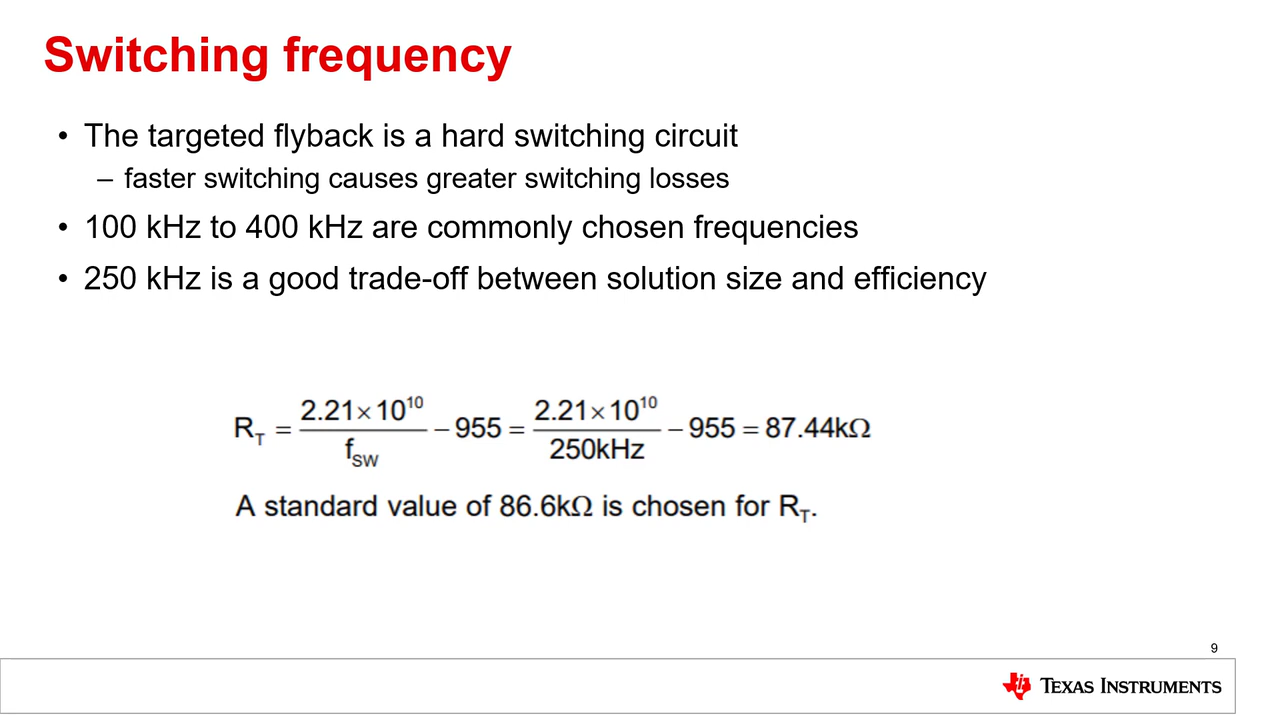 Switching frequency
• The targeted flyback is a hard switching circuit
– faster switching causes greater switching losses
• 100 kHz to 400 kHz are commonly chosen frequencies
• 250 kHz is a good trade-off between solution size and efficiency
R_T = 2.21×10^10 / f_SW − 955 = 2.21×10^10 / 250kHz − 955 = 87.44kΩ
A standard value of 86.6kΩ is chosen for R_T.
9
TEXAS INSTRUMENTS